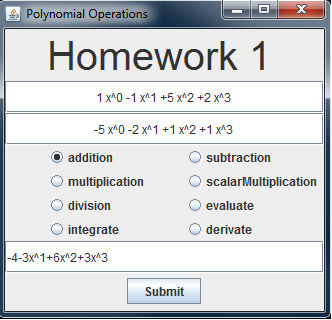 Polynomial Operations
Homework 1
1 x^0 -1 x^1 +5 x^2 +2 x^3
-5 x^0 -2 x^1 +1 x^2 +1 x^3
addition subtraction
multiplication scalarMultiplication
division evaluate
integrate derivate
-4-3x^1+6x^2+3x^3
Submit